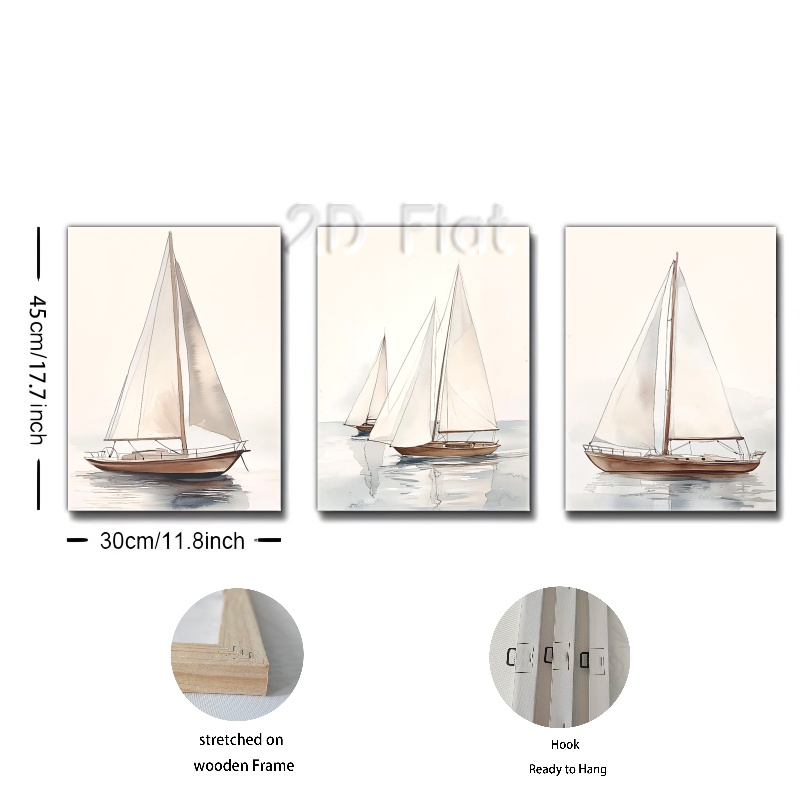 2D Flat
45cm/17.7inch
30cm/11.8inch
stretched on
wooden Frame
Hook
Ready to Hang